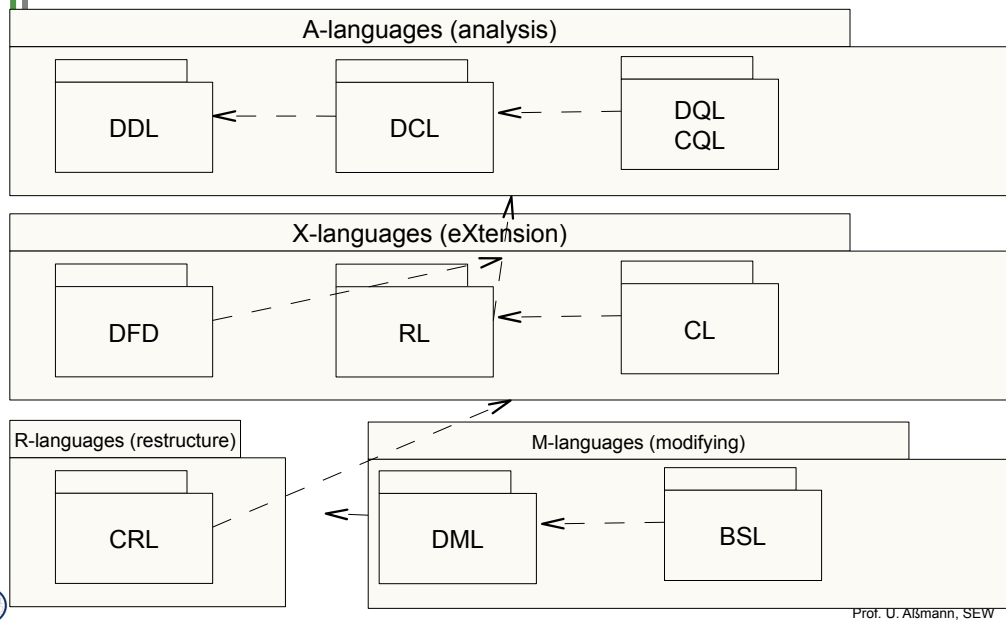 A-languages (analysis)
DDL
DCL
DQL
CQL
X-languages (eXtension)
DFD
RL
CL
R-languages (restructure)
M-languages (modifying)
CRL
DML
BSL
Prof. U. Aßmann, SEW